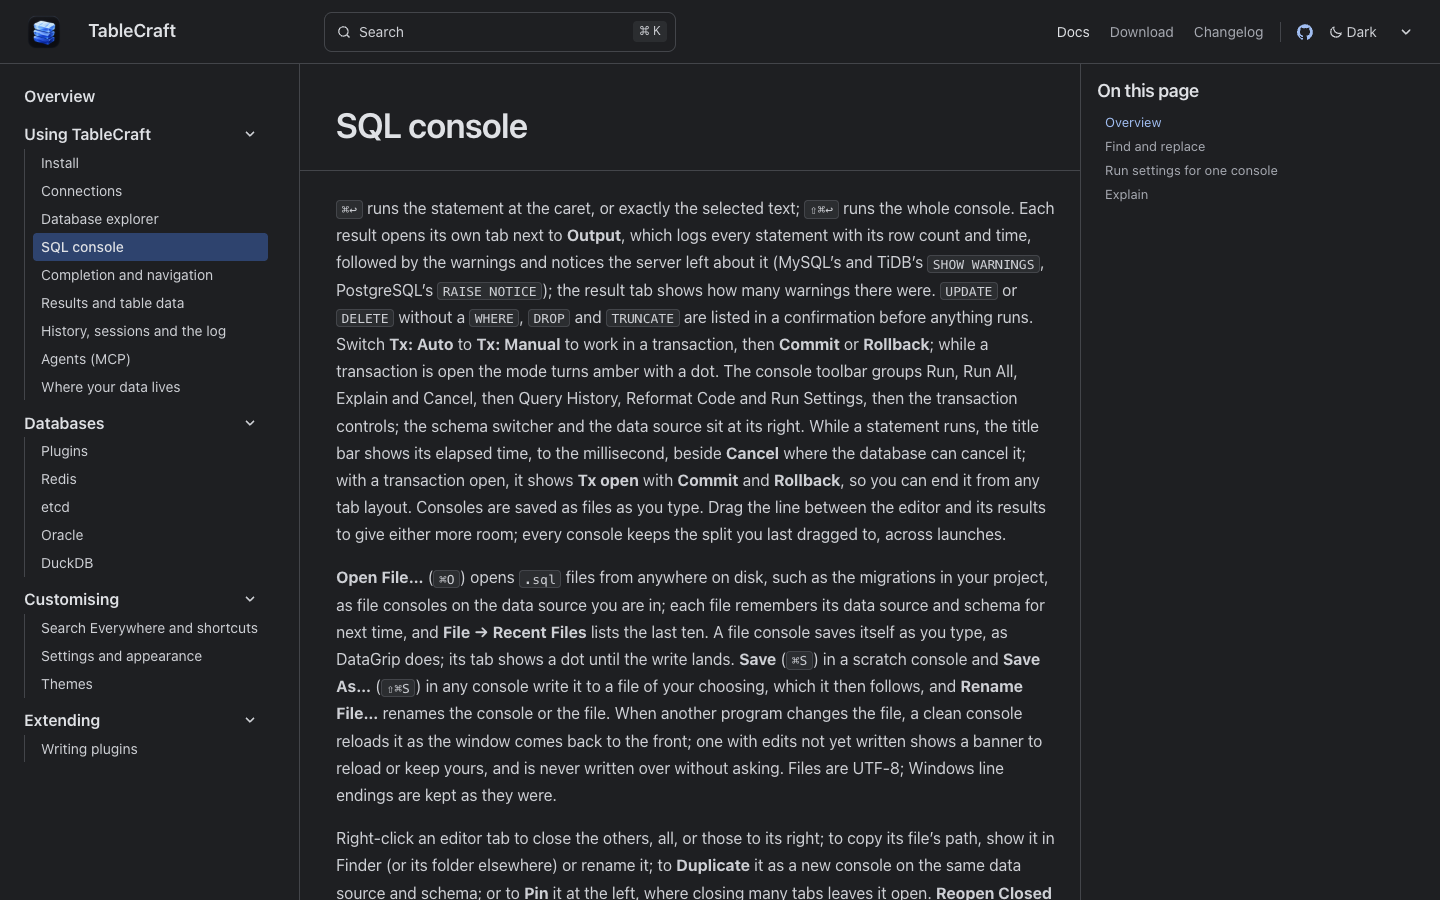 TableCraft
Search
⌘ K
Docs
Download
Changelog
Dark
Overview
Using TableCraft
Install
Connections
Database explorer
SQL console
Completion and navigation
Results and table data
History, sessions and the log
Agents (MCP)
Where your data lives
Databases
Plugins
Redis
etcd
Oracle
DuckDB
Customising
Search Everywhere and shortcuts
Settings and appearance
Themes
Extending
Writing plugins
SQL console
⌘↩ runs the statement at the caret, or exactly the selected text; ⇧⌘↩ runs the whole console. Each
result opens its own tab next to Output, which logs every statement with its row count and time,
followed by the warnings and notices the server left about it (MySQL’s and TiDB’s SHOW WARNINGS,
PostgreSQL’s RAISE NOTICE); the result tab shows how many warnings there were. UPDATE or
DELETE without a WHERE, DROP and TRUNCATE are listed in a confirmation before anything runs.
Switch Tx: Auto to Tx: Manual to work in a transaction, then Commit or Rollback; while a
transaction is open the mode turns amber with a dot. The console toolbar groups Run, Run All,
Explain and Cancel, then Query History, Reformat Code and Run Settings, then the transaction
controls; the schema switcher and the data source sit at its right. While a statement runs, the title
bar shows its elapsed time, to the millisecond, beside Cancel where the database can cancel it;
with a transaction open, it shows Tx open with Commit and Rollback, so you can end it from any
tab layout. Consoles are saved as files as you type. Drag the line between the editor and its results
to give either more room; every console keeps the split you last dragged to, across launches.
Open File… (⌘O) opens .sql files from anywhere on disk, such as the migrations in your project,
as file consoles on the data source you are in; each file remembers its data source and schema for
next time, and File → Recent Files lists the last ten. A file console saves itself as you type, as
DataGrip does; its tab shows a dot until the write lands. Save (⌘S) in a scratch console and Save
As… (⇧⌘S) in any console write it to a file of your choosing, which it then follows, and Rename
File… renames the console or the file. When another program changes the file, a clean console
reloads it as the window comes back to the front; one with edits not yet written shows a banner to
reload or keep yours, and is never written over without asking. Files are UTF-8; Windows line
endings are kept as they were.
Right-click an editor tab to close the others, all, or those to its right; to copy its file’s path, show it in
Finder (or its folder elsewhere) or rename it; to Duplicate it as a new console on the same data
source and schema; or to Pin it at the left, where closing many tabs leaves it open. Reopen Closed
On this page
Overview
Find and replace
Run settings for one console
Explain